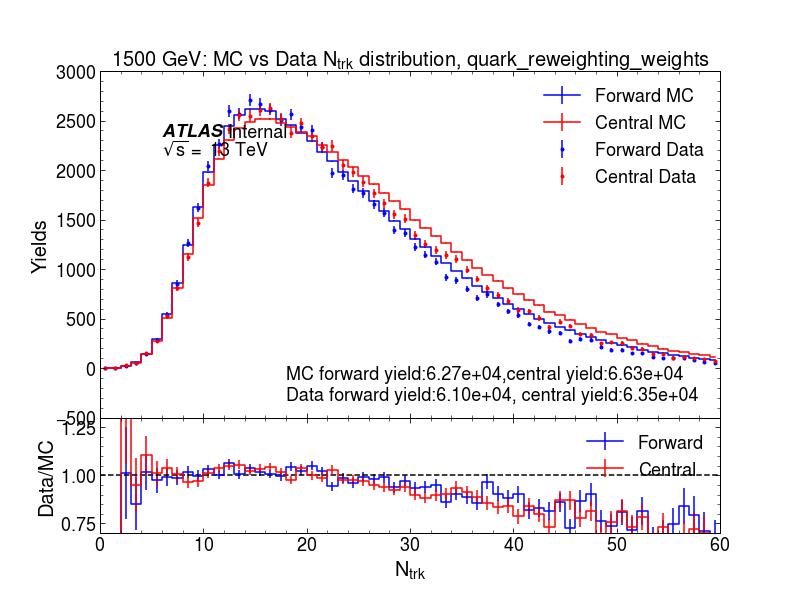 1500 GeV: MC vs Data Ntrk distribution, quark_reweighting_weights
3000
2500
2000
1500
1000
500
0
−500
Yields
ATLAS Internal
√s = 13 TeV
Forward MC
Central MC
Forward Data
Central Data
MC forward yield:6.27e+04,central yield:6.63e+04
Data forward yield:6.10e+04, central yield:6.35e+04
1.25
1.00
0.75
Data/MC
Forward
Central
0 10 20 30 40 50 60
Ntrk